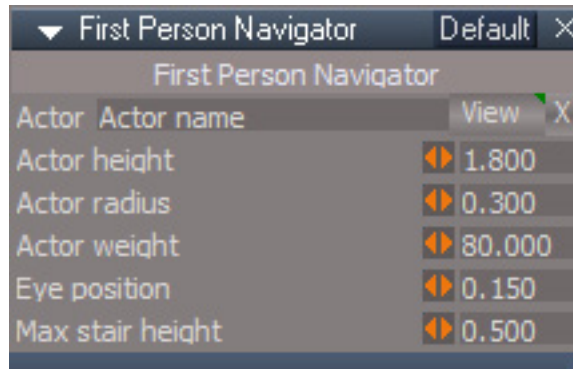 First Person Navigator Default X
First Person Navigator
Actor Actor name View X
Actor height 1.800
Actor radius 0.300
Actor weight 80.000
Eye position 0.150
Max stair height 0.500